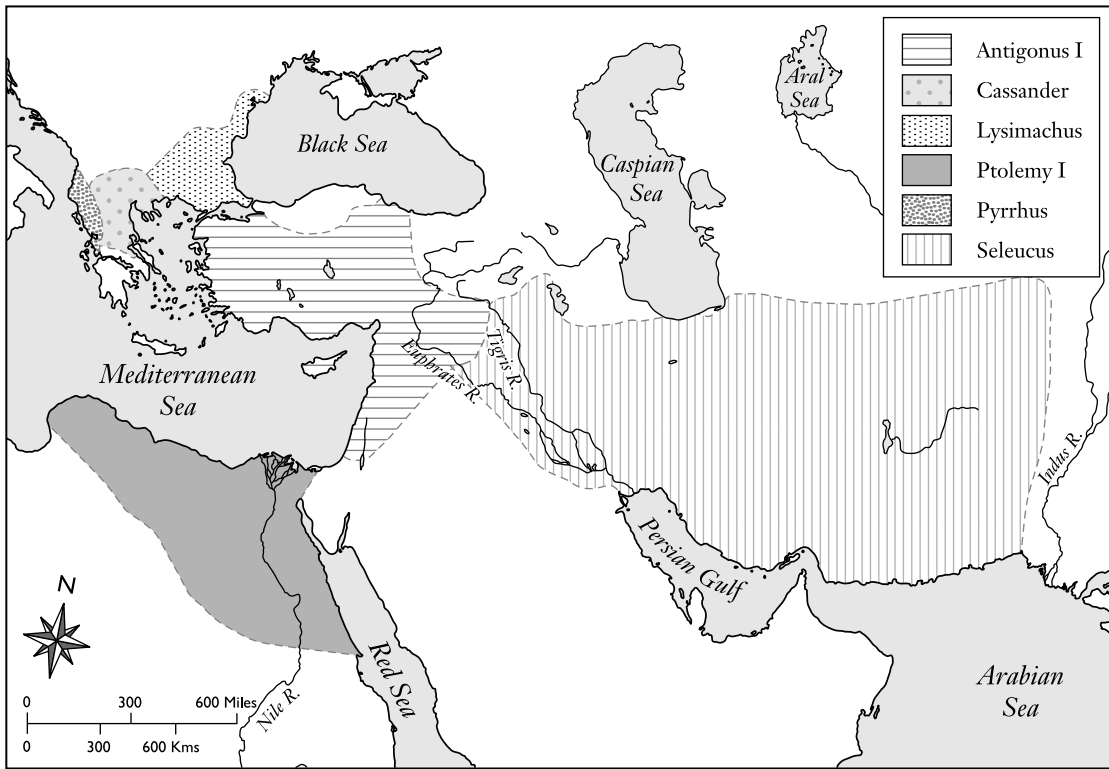 Antigonus I
Cassander
Lysimachus
Ptolemy I
Pyrrhus
Seleucus
Aral
Sea
Black Sea
Caspian
Sea
Tigris R.
Euphrates R.
Mediterranean
Sea
Indus R.
Persian Gulf
N
Red Sea
Arabian
Sea
Nile R.
0 300 600 Miles
0 300 600 Kms